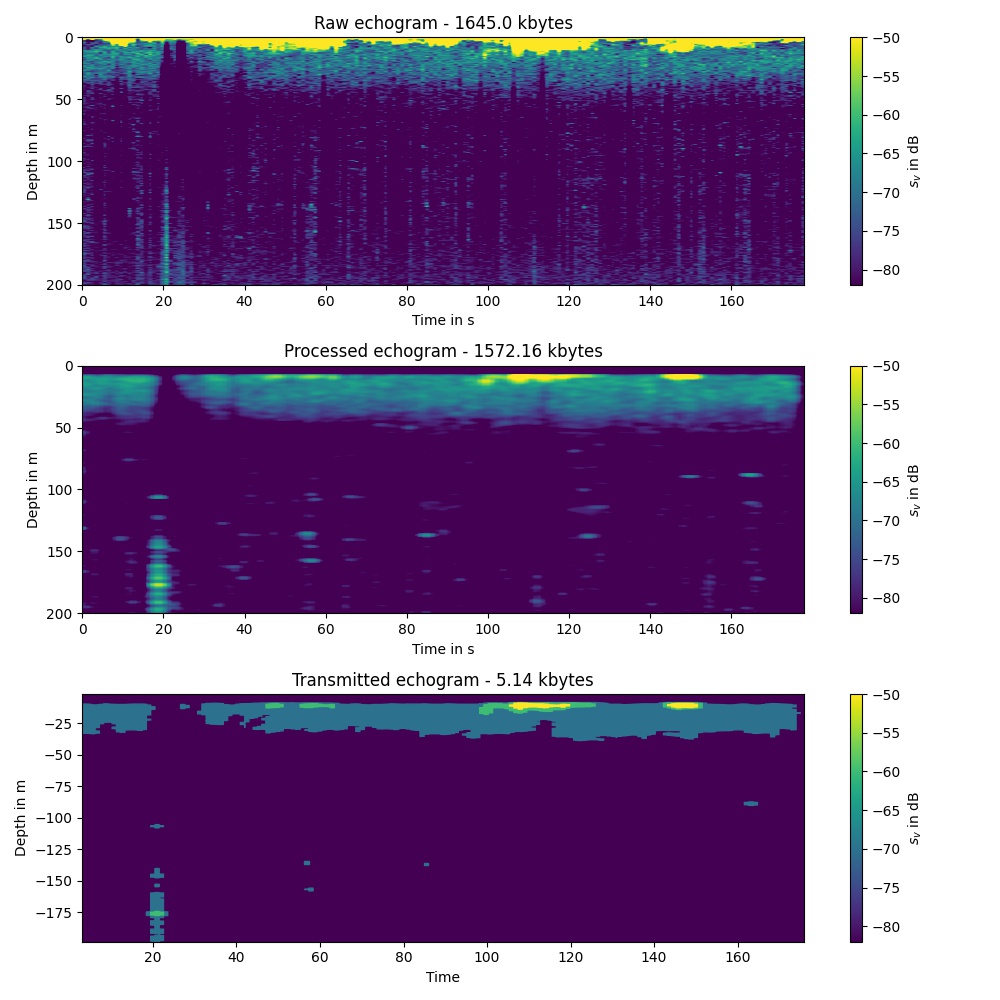 Raw echogram - 1645.0 kbytes
0
50
100
150
200
Depth in m
0 20 40 60 80 100 120 140 160
Time in s
−50
−55
−60
−65
−70
−75
−80
sv in dB
Processed echogram - 1572.16 kbytes
0
50
100
150
200
Depth in m
0 20 40 60 80 100 120 140 160
Time in s
−50
−55
−60
−65
−70
−75
−80
sv in dB
Transmitted echogram - 5.14 kbytes
−25
−50
−75
−100
−125
−150
−175
Depth in m
20 40 60 80 100 120 140 160
Time
−50
−55
−60
−65
−70
−75
−80
sv in dB